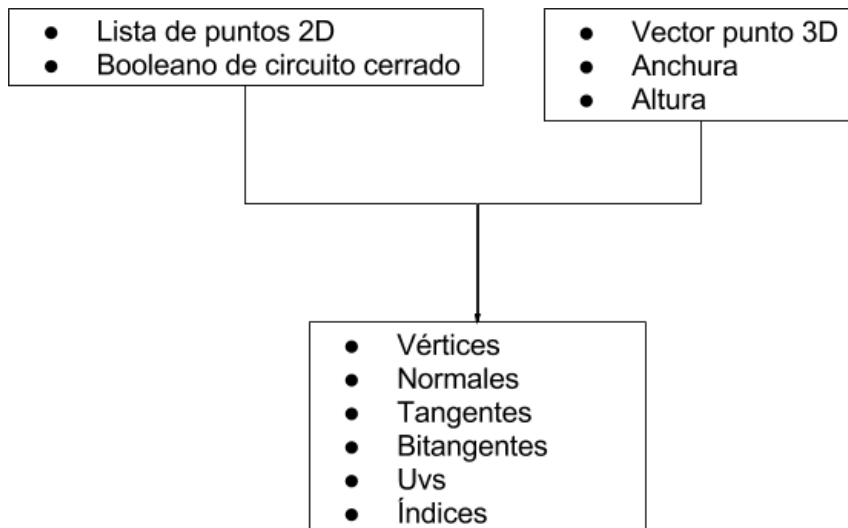 ● Lista de puntos 2D
● Booleano de circuito cerrado
● Vector punto 3D
● Anchura
● Altura
● Vértices
● Normales
● Tangentes
● Bitangentes
● Uvs
● Índices